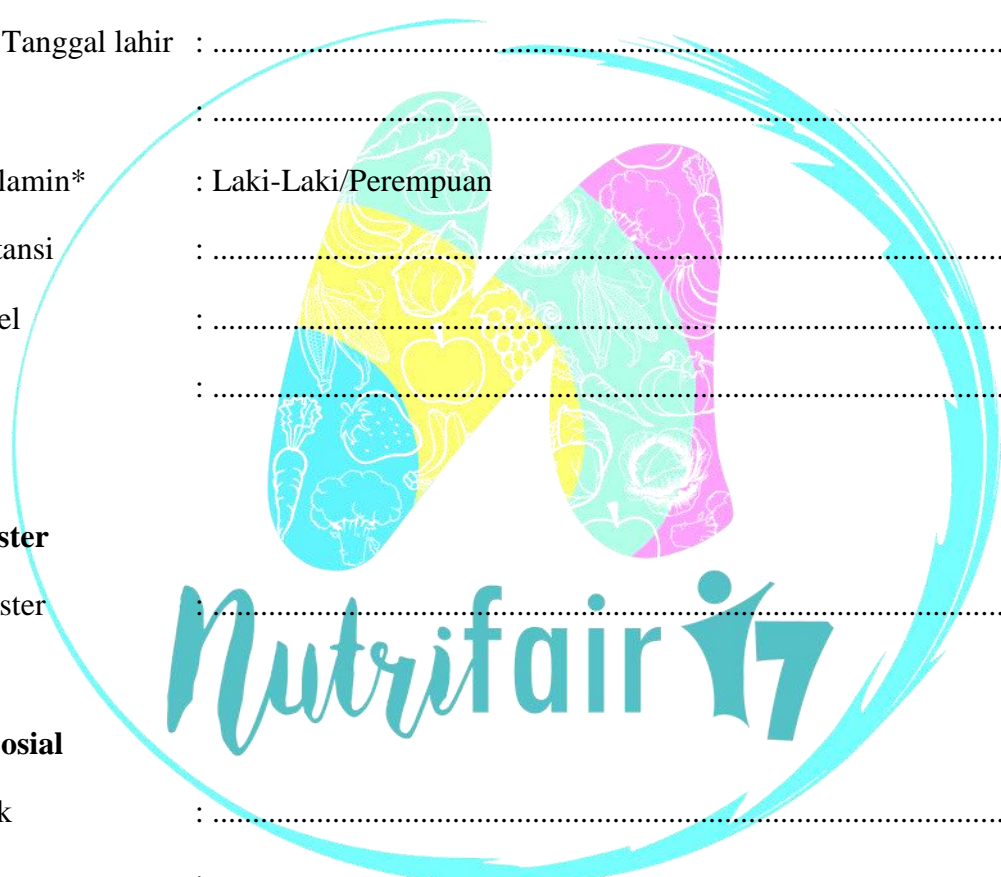 Tanggal lahir : ....................................................................................................
: ....................................................................................................
lamin* : Laki-Laki/Perempuan
tansi : ....................................................................................................
el : ....................................................................................................
: ....................................................................................................
ster
ster : ....................................................................................................
Nutrifair 17
osial
k : ....................................................................................................
: